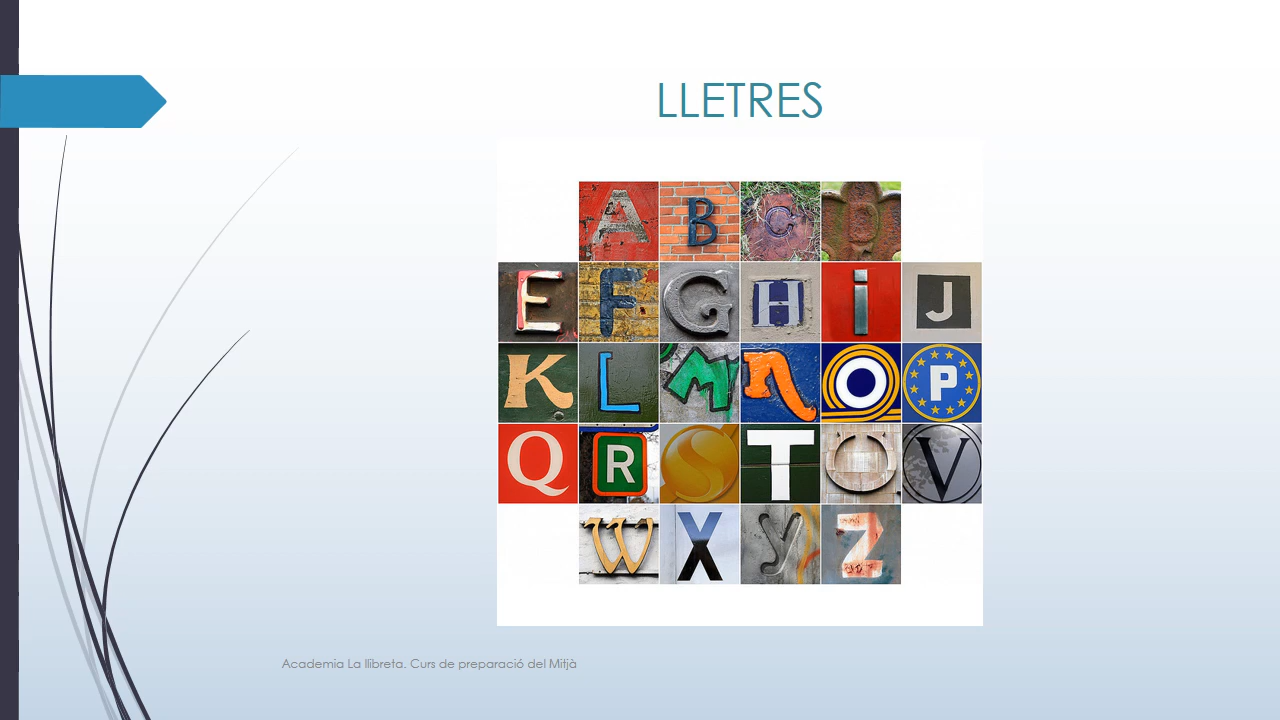 LLETRES
A B C D
E F G H i J
K L M n O P
Q R S T U V
W X y Z
Academia La llibreta. Curs de preparació del Mitjà